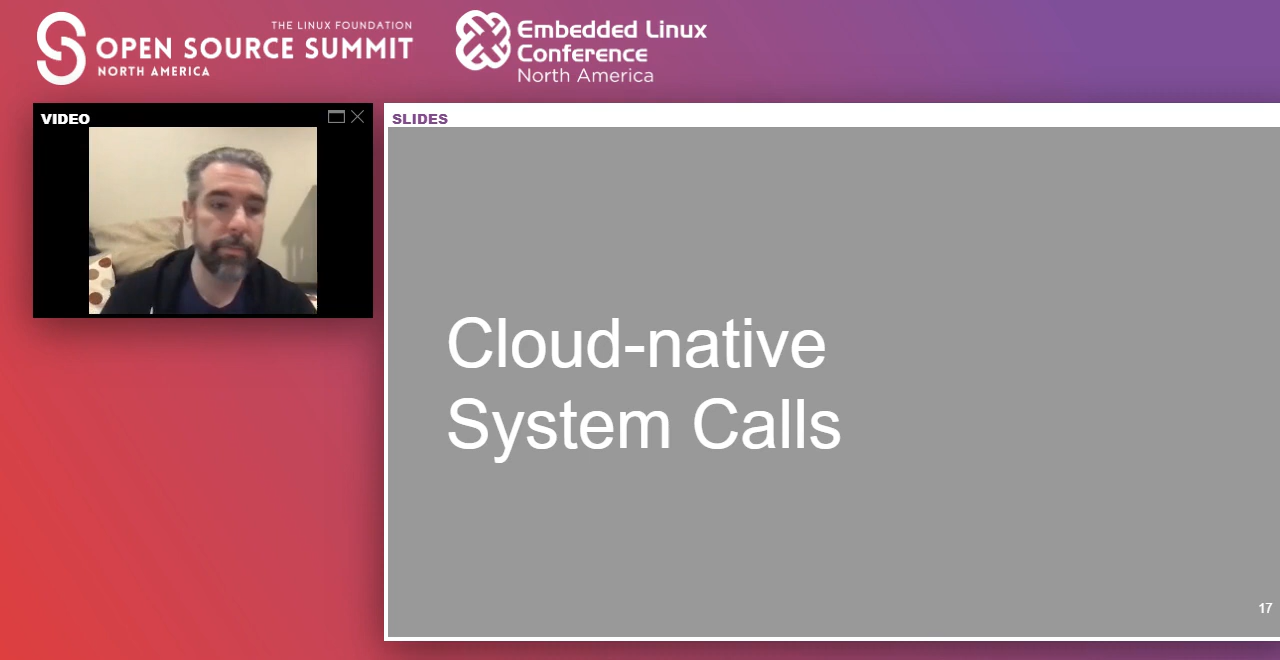 THE LINUX FOUNDATION
OPEN SOURCE SUMMIT
NORTH AMERICA
Embedded Linux
Conference
North America
VIDEO
SLIDES
Cloud-native
System Calls
17